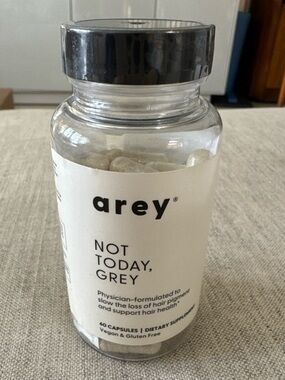 arey®
NOT
TODAY,
GREY
Physician-formulated to
slow the loss of hair pigment
and support hair health*
60 CAPSULES | DIETARY SUPPLEMENT
Vegan & Gluten Free